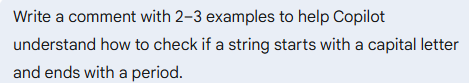 Write a comment with 2–3 examples to help Copilot
understand how to check if a string starts with a capital letter
and ends with a period.